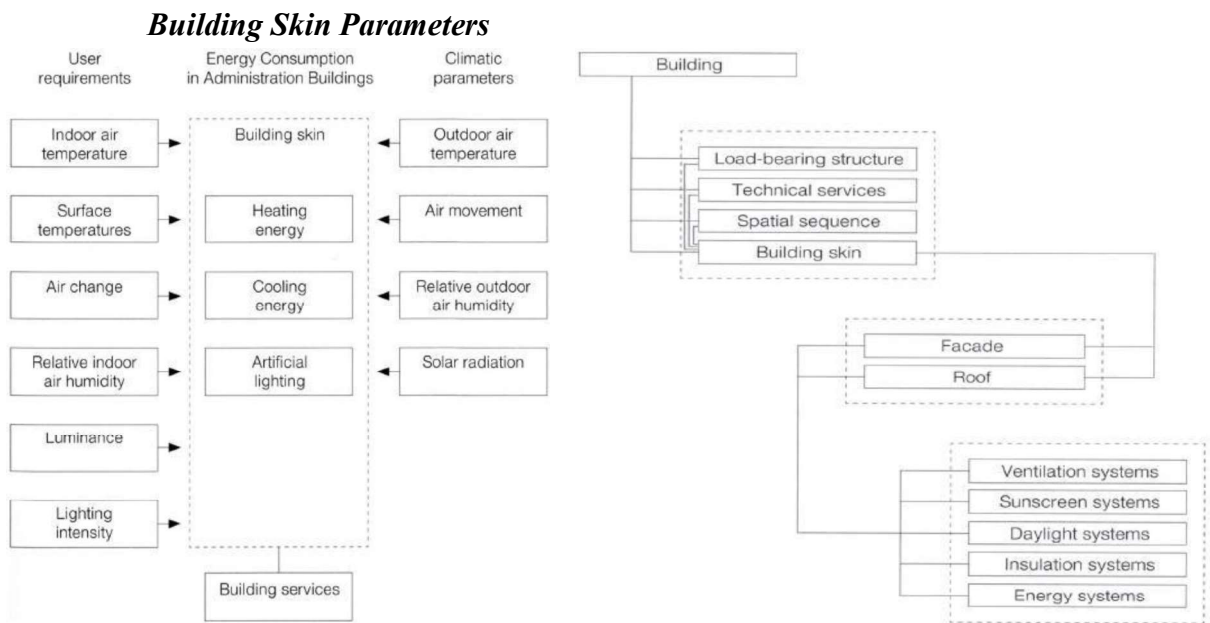 Building Skin Parameters
User
requirements
Energy Consumption
in Administration Buildings
Climatic
parameters
Indoor air
temperature
Building skin
Outdoor air
temperature
Surface
temperatures
Heating
energy
Air movement
Air change
Cooling
energy
Relative outdoor
air humidity
Relative indoor
air humidity
Artificial
lighting
Solar radiation
Luminance
Lighting
intensity
Building services
Building
Load-bearing structure
Technical services
Spatial sequence
Building skin
Facade
Roof
Ventilation systems
Sunscreen systems
Daylight systems
Insulation systems
Energy systems